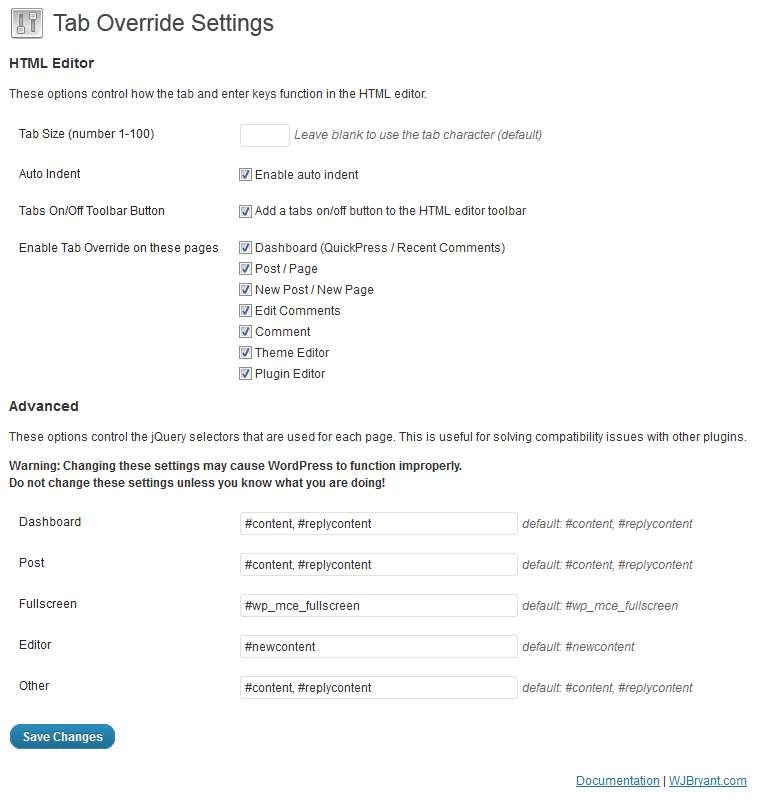 Tab Override Settings
HTML Editor
These options control how the tab and enter keys function in the HTML editor.
Tab Size (number 1-100) Leave blank to use the tab character (default)
Auto Indent Enable auto indent
Tabs On/Off Toolbar Button Add a tabs on/off button to the HTML editor toolbar
Enable Tab Override on these pages Dashboard (QuickPress / Recent Comments)
Post / Page
New Post / New Page
Edit Comments
Comment
Theme Editor
Plugin Editor
Advanced
These options control the jQuery selectors that are used for each page. This is useful for solving compatibility issues with other plugins.
Warning: Changing these settings may cause WordPress to function improperly.
Do not change these settings unless you know what you are doing!
Dashboard #content, #replycontent default: #content, #replycontent
Post #content, #replycontent default: #content, #replycontent
Fullscreen #wp_mce_fullscreen default: #wp_mce_fullscreen
Editor #newcontent default: #newcontent
Other #content, #replycontent default: #content, #replycontent
Save Changes
Documentation | WJBryant.com